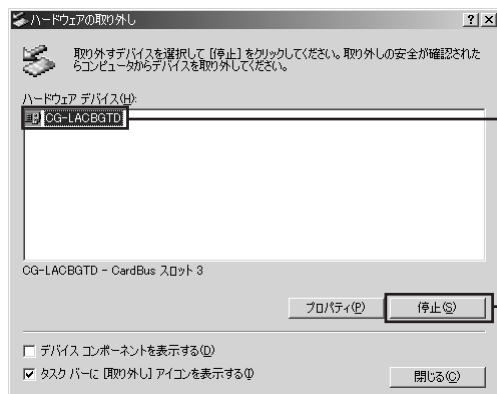 ハードウェアの取り外し
取り外すデバイスを選択して [停止] をクリックしてください。取り外しの安全が確認された
らコンピュータからデバイスを取り外してください。
ハードウェア デバイス(H):
CG-LACBGTD
CG-LACBGTD - CardBus スロット 3
プロパティ(P)
停止(S)
デバイス コンポーネントを表示する(D)
タスク バーに [取り外し] アイコンを表示する(I)
閉じる(C)